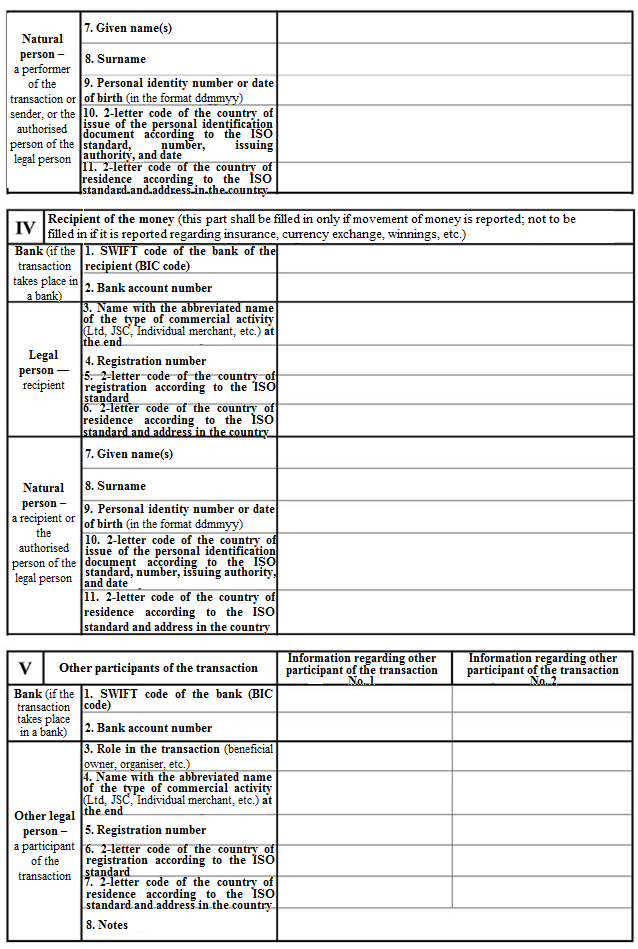 Natural
person –
a performer
of the
transaction or
sender, or the
authorised
person of the
legal person
7. Given name(s)
8. Surname
9. Personal identity number or date
of birth (in the format ddmmyy)
10. 2-letter code of the country of
issue of the personal identification
document according to the ISO
standard, number, issuing
authority, and date
11. 2-letter code of the country of
residence according to the ISO
standard and address in the country
IV
Recipient of the money (this part shall be filled in only if movement of money is reported; not to be
filled in if it is reported regarding insurance, currency exchange, winnings, etc.)
Bank (if the
transaction
takes place in
a bank)
1. SWIFT code of the bank of the
recipient (BIC code)
2. Bank account number
Legal
person —
recipient
3. Name with the abbreviated name
of the type of commercial activity
(Ltd, JSC, Individual merchant, etc.) at
the end
4. Registration number
5. 2-letter code of the country of
registration according to the ISO
standard
6. 2-letter code of the country of
residence according to the ISO
standard and address in the country
Natural
person –
a recipient or
the
authorised
person of the
legal person
7. Given name(s)
8. Surname
9. Personal identity number or date
of birth (in the format ddmmyy)
10. 2-letter code of the country of
issue of the personal identification
document according to the ISO
standard, number, issuing authority,
and date
11. 2-letter code of the country of
residence according to the ISO
standard and address in the country
V
Other participants of the transaction
Information regarding other
participant of the transaction
No. 1
Information regarding other
participant of the transaction
No. 2
Bank (if the
transaction
takes place
in a bank)
1. SWIFT code of the bank (BIC
code)
2. Bank account number
Other legal
person –
a participant
of the
transaction
3. Role in the transaction (beneficial
owner, organiser, etc.)
4. Name with the abbreviated name
of the type of commercial activity
(Ltd, JSC, Individual merchant, etc.) at
the end
5. Registration number
6. 2-letter code of the country of
registration according to the ISO
standard
7. 2-letter code of the country of
residence according to the ISO
standard and address in the country
8. Notes